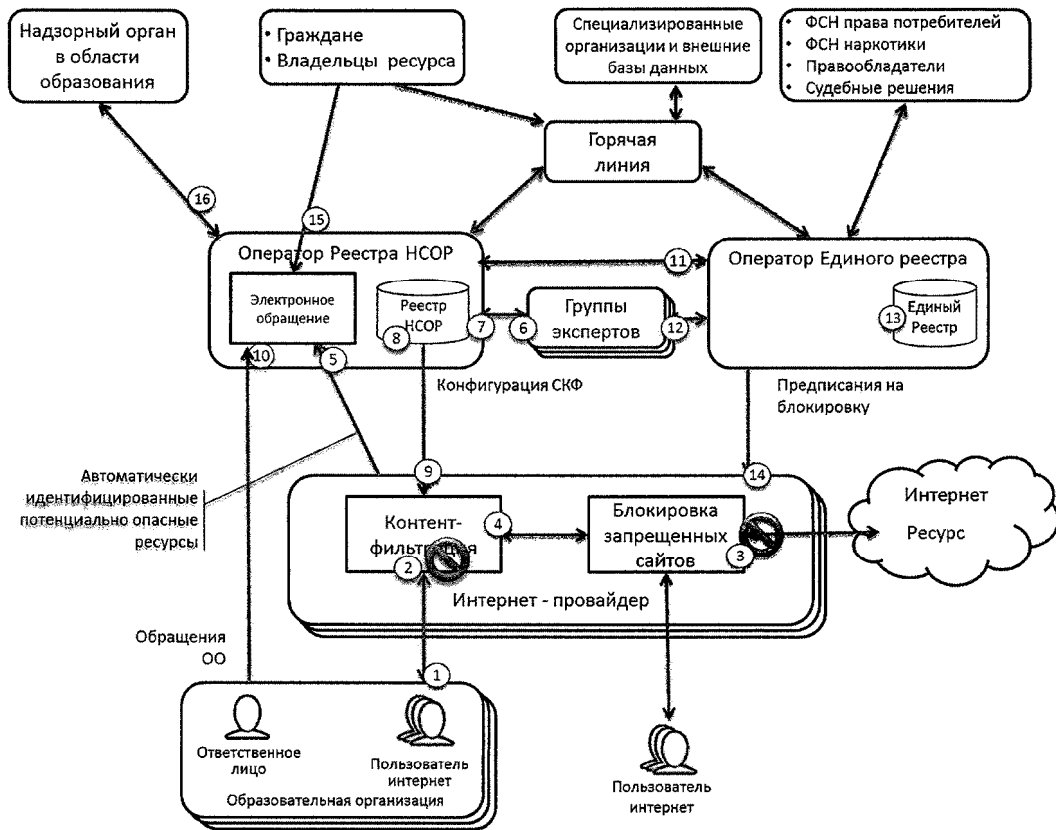 Надзорный орган
в области
образования
• Граждане
• Владельцы ресурса
Специализированные
организации и внешние
базы данных
• ФСН права потребителей
• ФСН наркотики
• Правообладатели
• Судебные решения
Горячая
линия
16
15
Оператор Реестра НСОР
11
Оператор Единого реестра
Электронное
обращение
Реестр
НСОР
8
7
6
Группы
экспертов
12
13
Единый
Реестр
10
5
Конфигурация СКФ
Предписания на
блокировку
Автоматически
идентифицированные
потенциально опасные
ресурсы
9
14
Контент-
фильтрация
2
4
Блокировка
запрещенных
сайтов
3
Интернет
Ресурс
Интернет - провайдер
Обращения
ОО
1
Ответственное
лицо
Пользователь
интернет
Образовательная организация
Пользователь
интернет